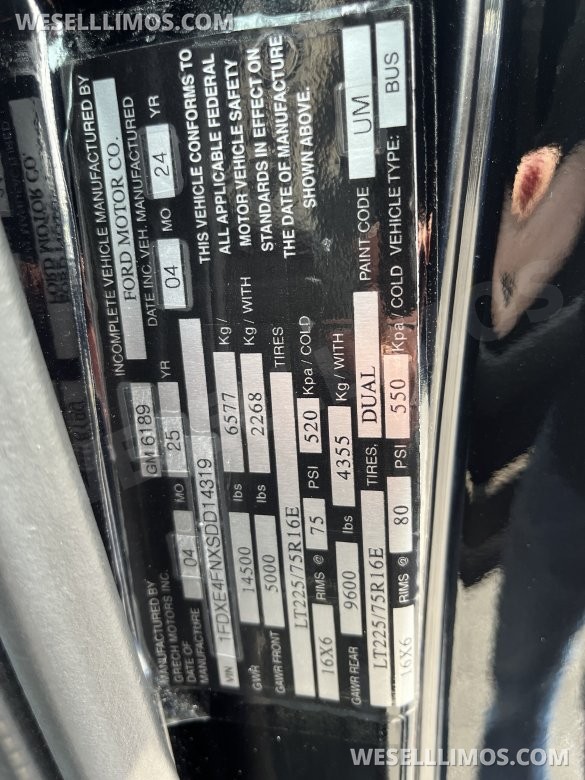 WESELLLIMOS.COM
MANUFACTURED BY
GRECH MOTORS INC.
GM 6189
INCOMPLETE VEHICLE MANUFACTURED BY
FORD MOTOR CO.
DATE OF
MANUFACTURE
04 MO 25 YR
DATE INC. VEH. MANUFACTURED
04 MO 24 YR
VIN 1FDXE4FNXSDD14319
THIS VEHICLE CONFORMS TO
ALL APPLICABLE FEDERAL
MOTOR VEHICLE SAFETY
STANDARDS IN EFFECT ON
THE DATE OF MANUFACTURE
SHOWN ABOVE.
GWR 14500 lbs 6577 Kg/
GAWR FRONT 5000 lbs 2268 Kg/ WITH
LT225/75R16E TIRES
16X6 RIMS @ 75 PSI 520 Kpa / COLD
GAWR REAR 9600 lbs 4355 Kg / WITH
LT225/75R16E TIRES, DUAL PAINT CODE UM
16X6 RIMS @ 80 PSI 550 Kpa / COLD VEHICLE TYPE: BUS
FORD MOTOR CO
WESELLLIMOS.COM